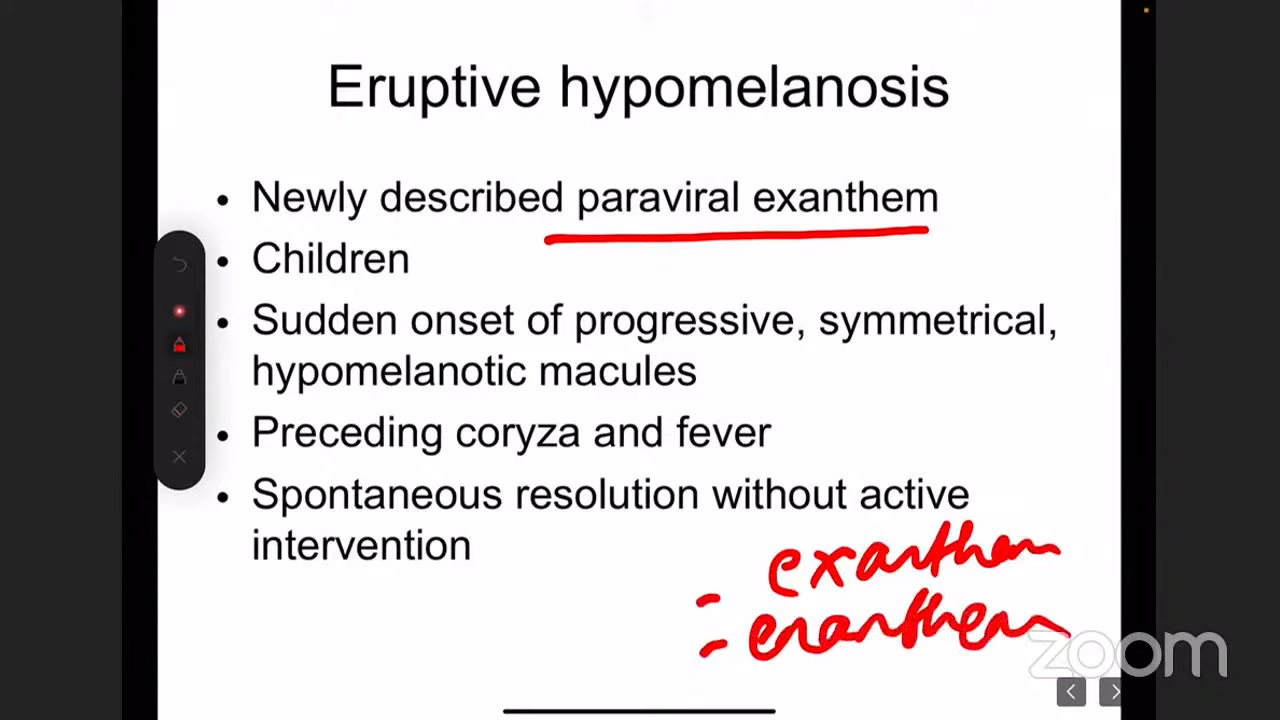 Eruptive hypomelanosis
• Newly described paraviral exanthem
• Children
• Sudden onset of progressive, symmetrical,
hypomelanotic macules
• Preceding coryza and fever
• Spontaneous resolution without active
intervention
- exanthem
- enanthem
zoom